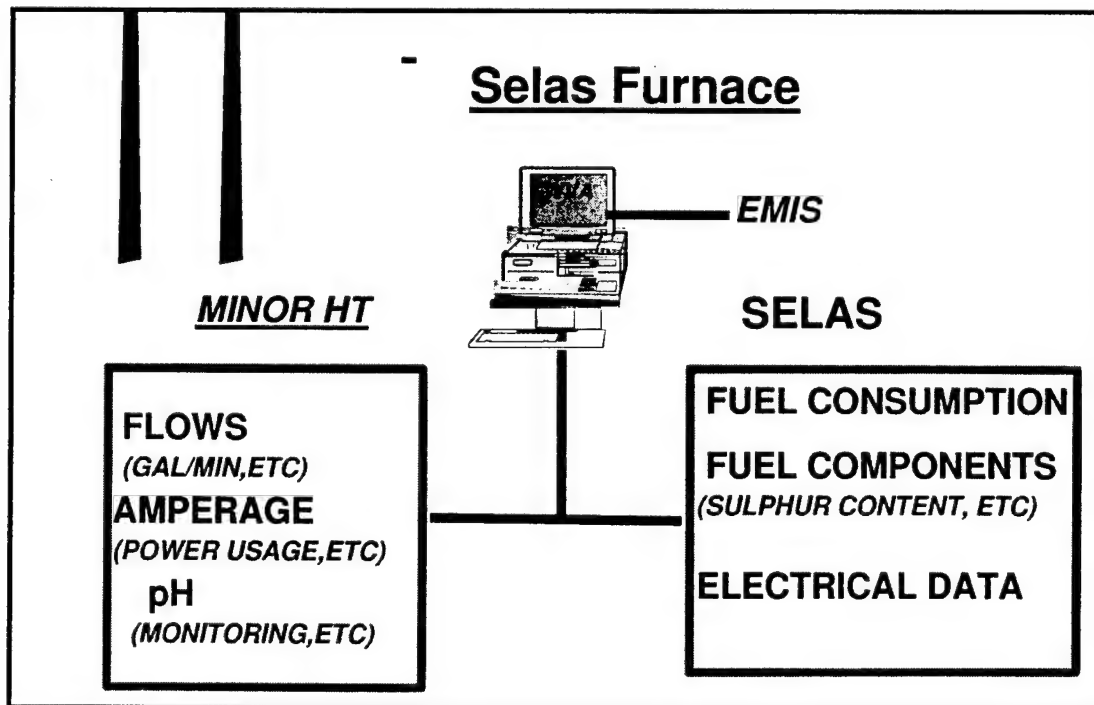 Selas Furnace
EMIS
MINOR HT
SELAS
FLOWS
(GAL/MIN,ETC)
AMPERAGE
(POWER USAGE,ETC)
pH
(MONITORING,ETC)
FUEL CONSUMPTION
FUEL COMPONENTS
(SULPHUR CONTENT, ETC)
ELECTRICAL DATA